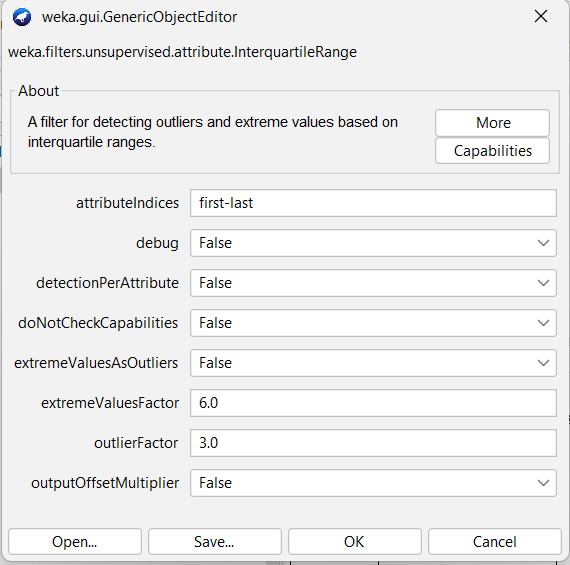 weka.gui.GenericObjectEditor
weka.filters.unsupervised.attribute.InterquartileRange
About
A filter for detecting outliers and extreme values based on
interquartile ranges.
More
Capabilities
attributeIndices first-last
debug False
detectionPerAttribute False
doNotCheckCapabilities False
extremeValuesAsOutliers False
extremeValuesFactor 6.0
outlierFactor 3.0
outputOffsetMultiplier False
Open... Save... OK Cancel